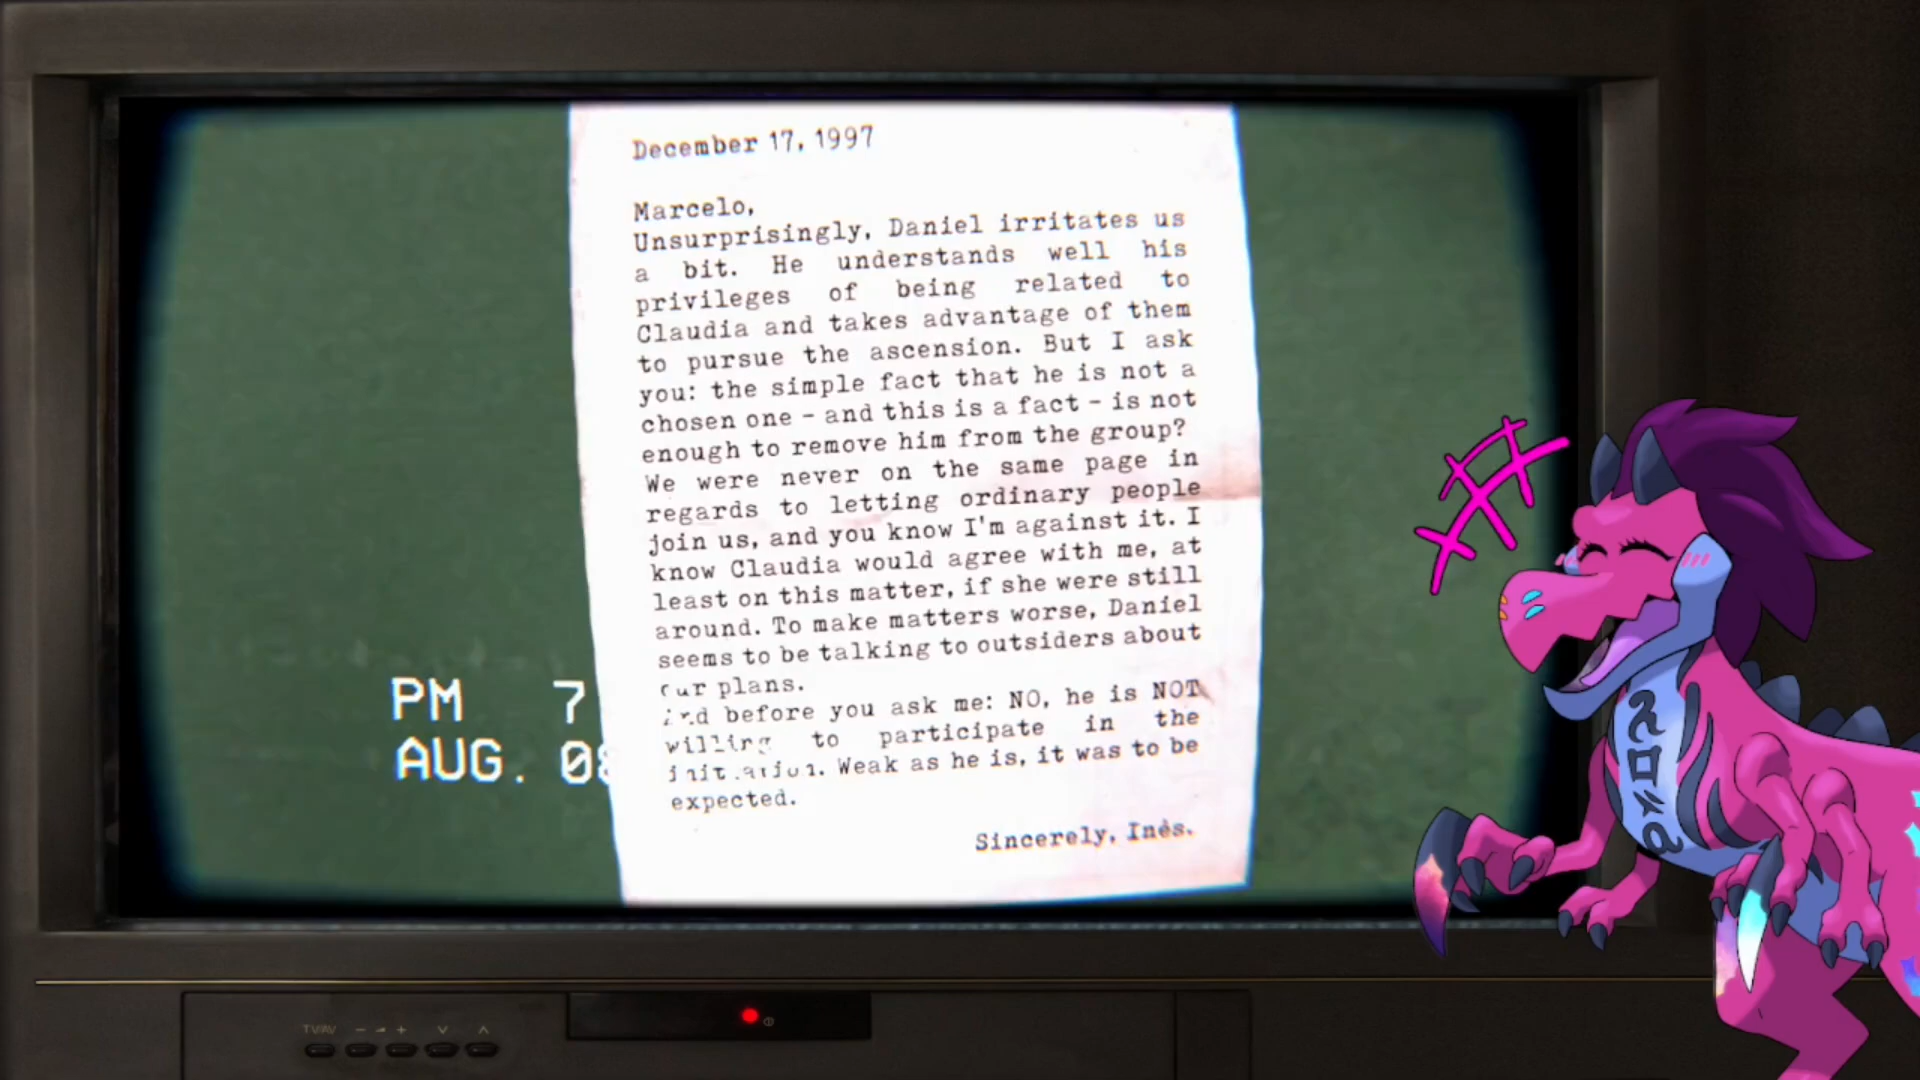 December 17, 1997
Marcelo,
Unsurprisingly, Daniel irritates us
a bit. He understands well his
privileges of being related to
Claudia and takes advantage of them
to pursue the ascension. But I ask
you: the simple fact that he is not a
chosen one – and this is a fact – is not
enough to remove him from the group?
We were never on the same page in
regards to letting ordinary people
join us, and you know I'm against it. I
know Claudia would agree with me, at
least on this matter, if she were still
around. To make matters worse, Daniel
seems to be talking to outsiders about
our plans.
And before you ask me: NO, he is NOT
willing to participate in the
initiation. Weak as he is, it was to be
expected.
Sincerely, Inês.
PM 7
AUG. 08
TV/AV − +